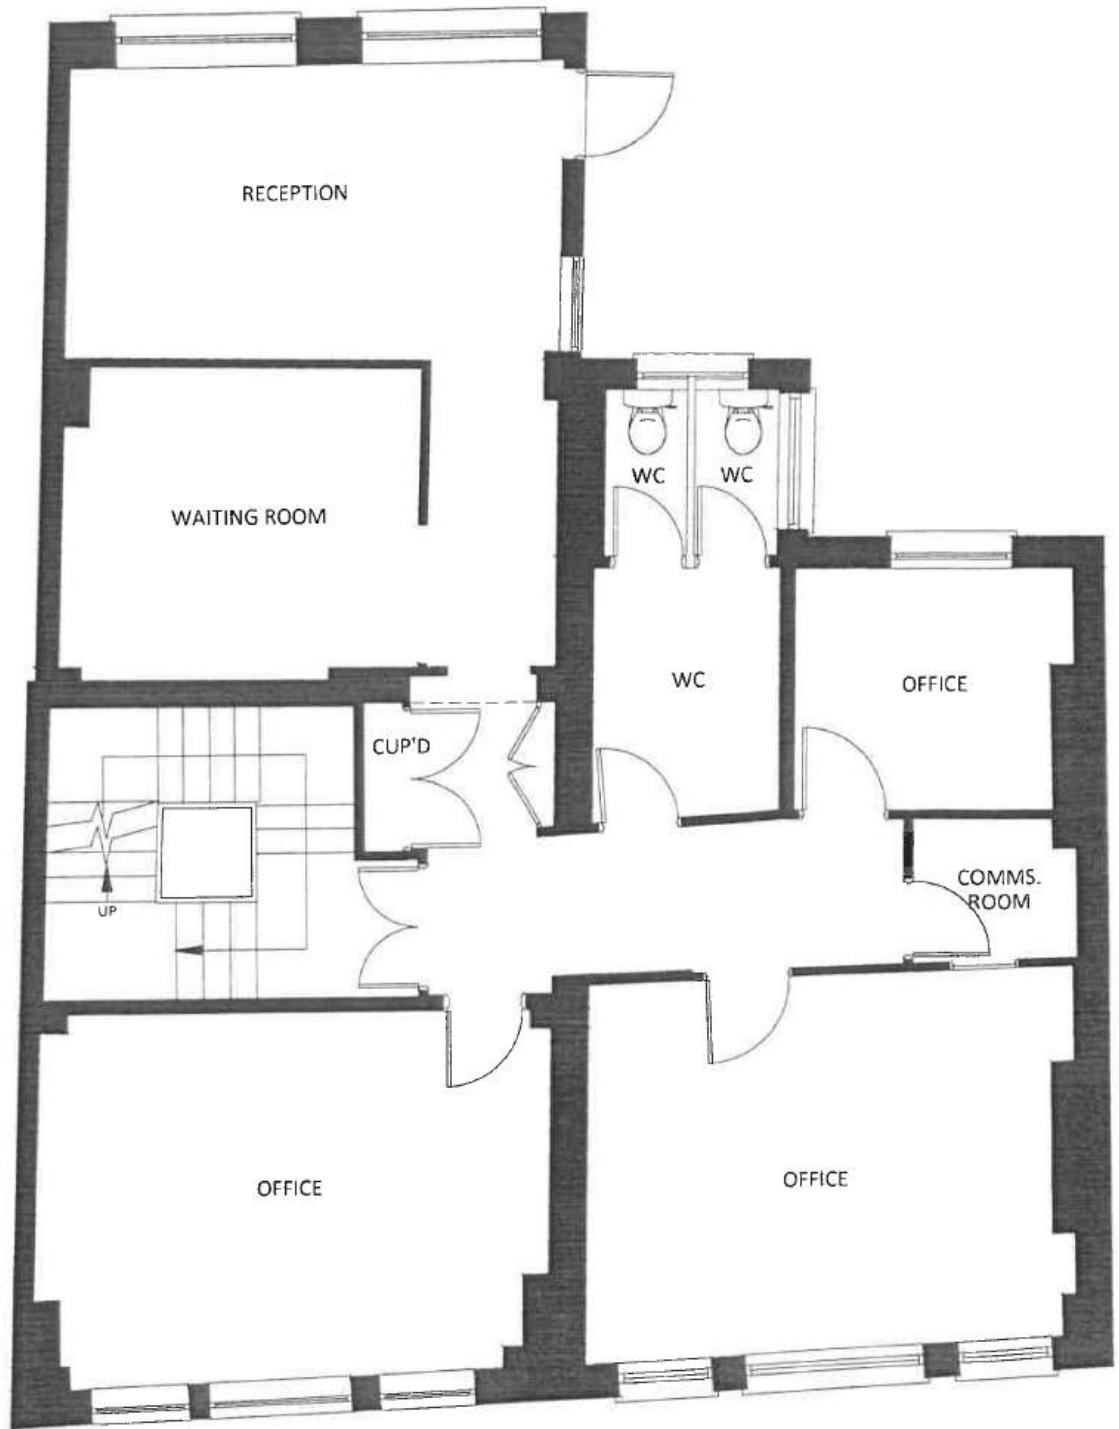 RECEPTION
WC
WC
WAITING ROOM
WC
OFFICE
CUP'D
COMMS.
ROOM
UP
OFFICE
OFFICE